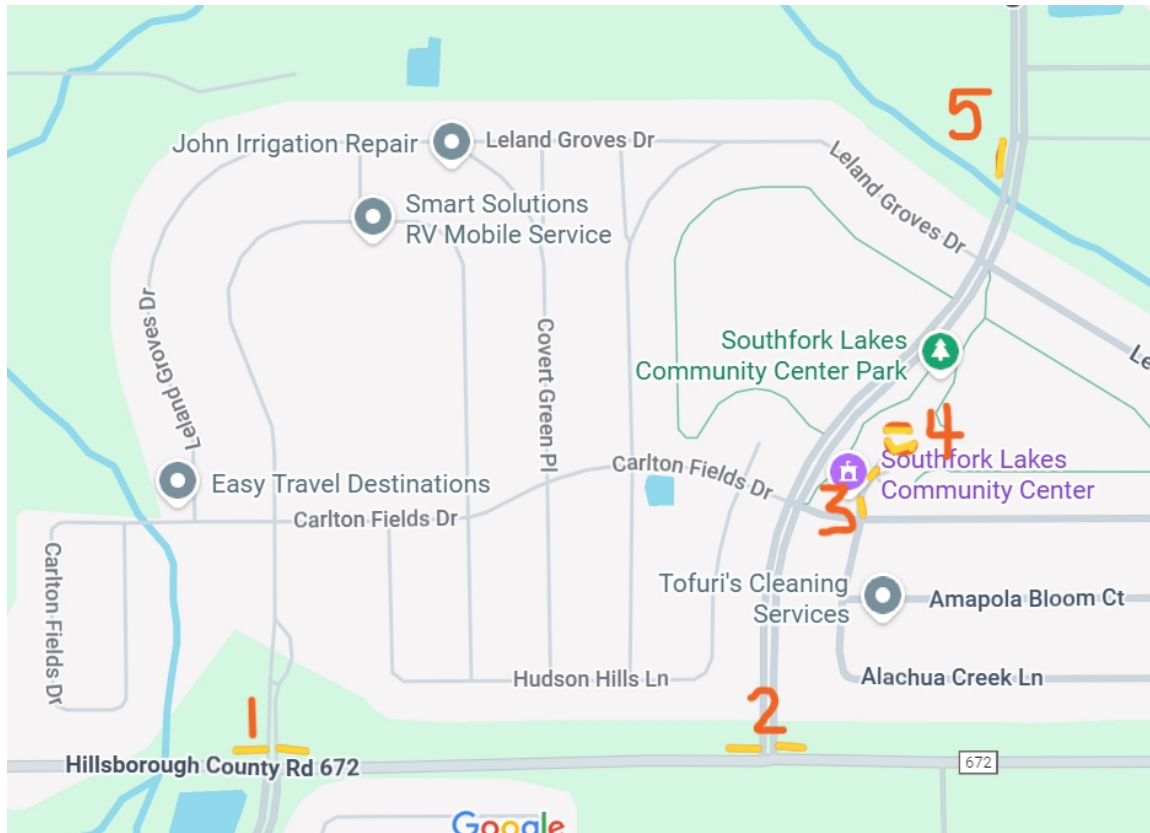 5
John Irrigation Repair
Leland Groves Dr
Leland Groves Dr
Smart Solutions
RV Mobile Service
Leland Groves Dr
Covert Green Pl
Southfork Lakes
Community Center Park
Le
4
Southfork Lakes
Community Center
Carlton Fields Dr
Easy Travel Destinations
3
Carlton Fields Dr
Carlton Fields Dr
Tofuri's Cleaning
Services
Amapola Bloom Ct
Hudson Hills Ln
Alachua Creek Ln
1
2
Hillsborough County Rd 672
672
Google